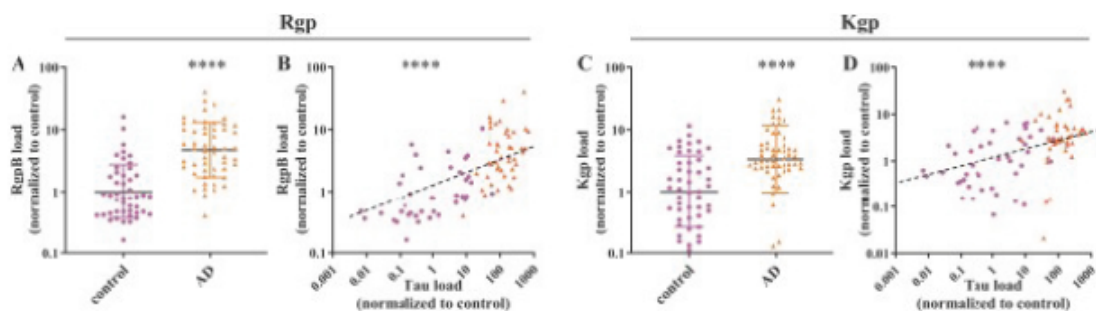 Rgp
Kgp
A
****
RgpB load
(normalized to control)
100
10
1
0.1
control
AD
B
****
RgpB load
(normalized to control)
100
10
1
0.1
0.001
0.01
0.1
1
10
100
1000
Tau load
(normalized to control)
C
****
Kgp load
(normalized to control)
100
10
1
0.1
control
AD
D
****
Kgp load
(normalized to control)
100
10
1
0.1
0.01
0.001
0.01
0.1
1
10
100
1000
Tau load
(normalized to control)